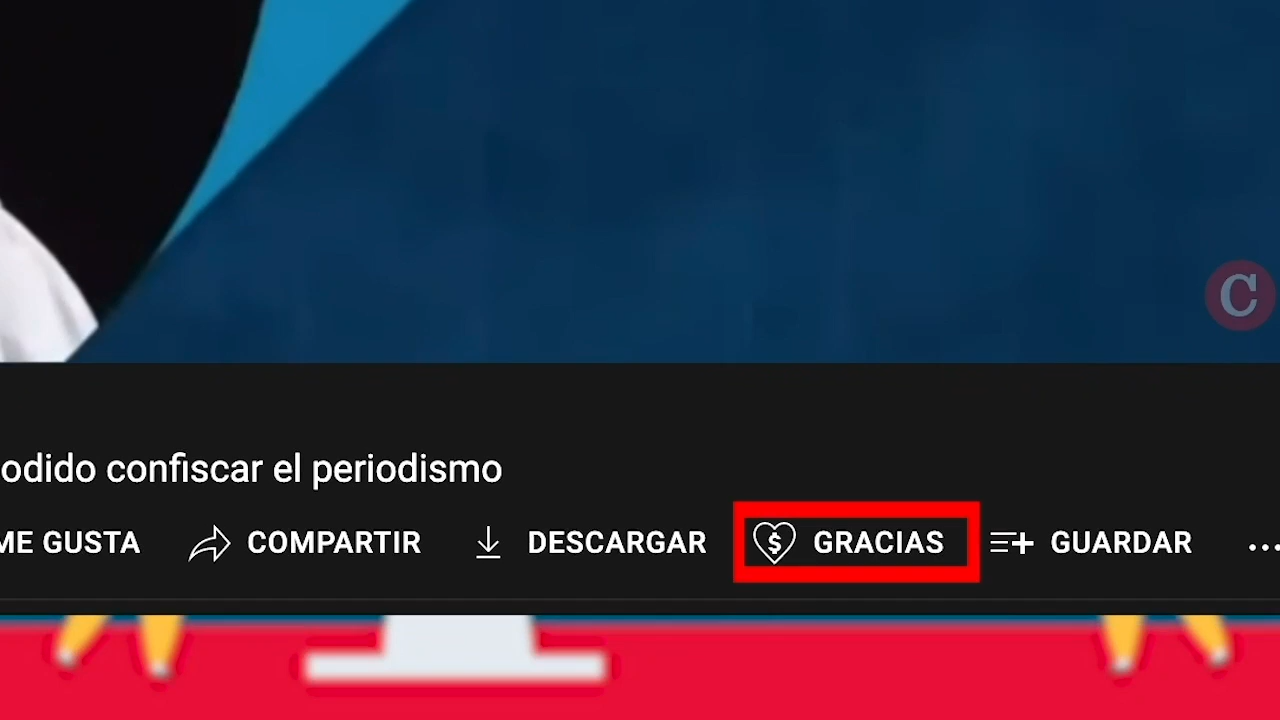 C
odido confiscar el periodismo
ME GUSTA COMPARTIR DESCARGAR $ GRACIAS GUARDAR ...